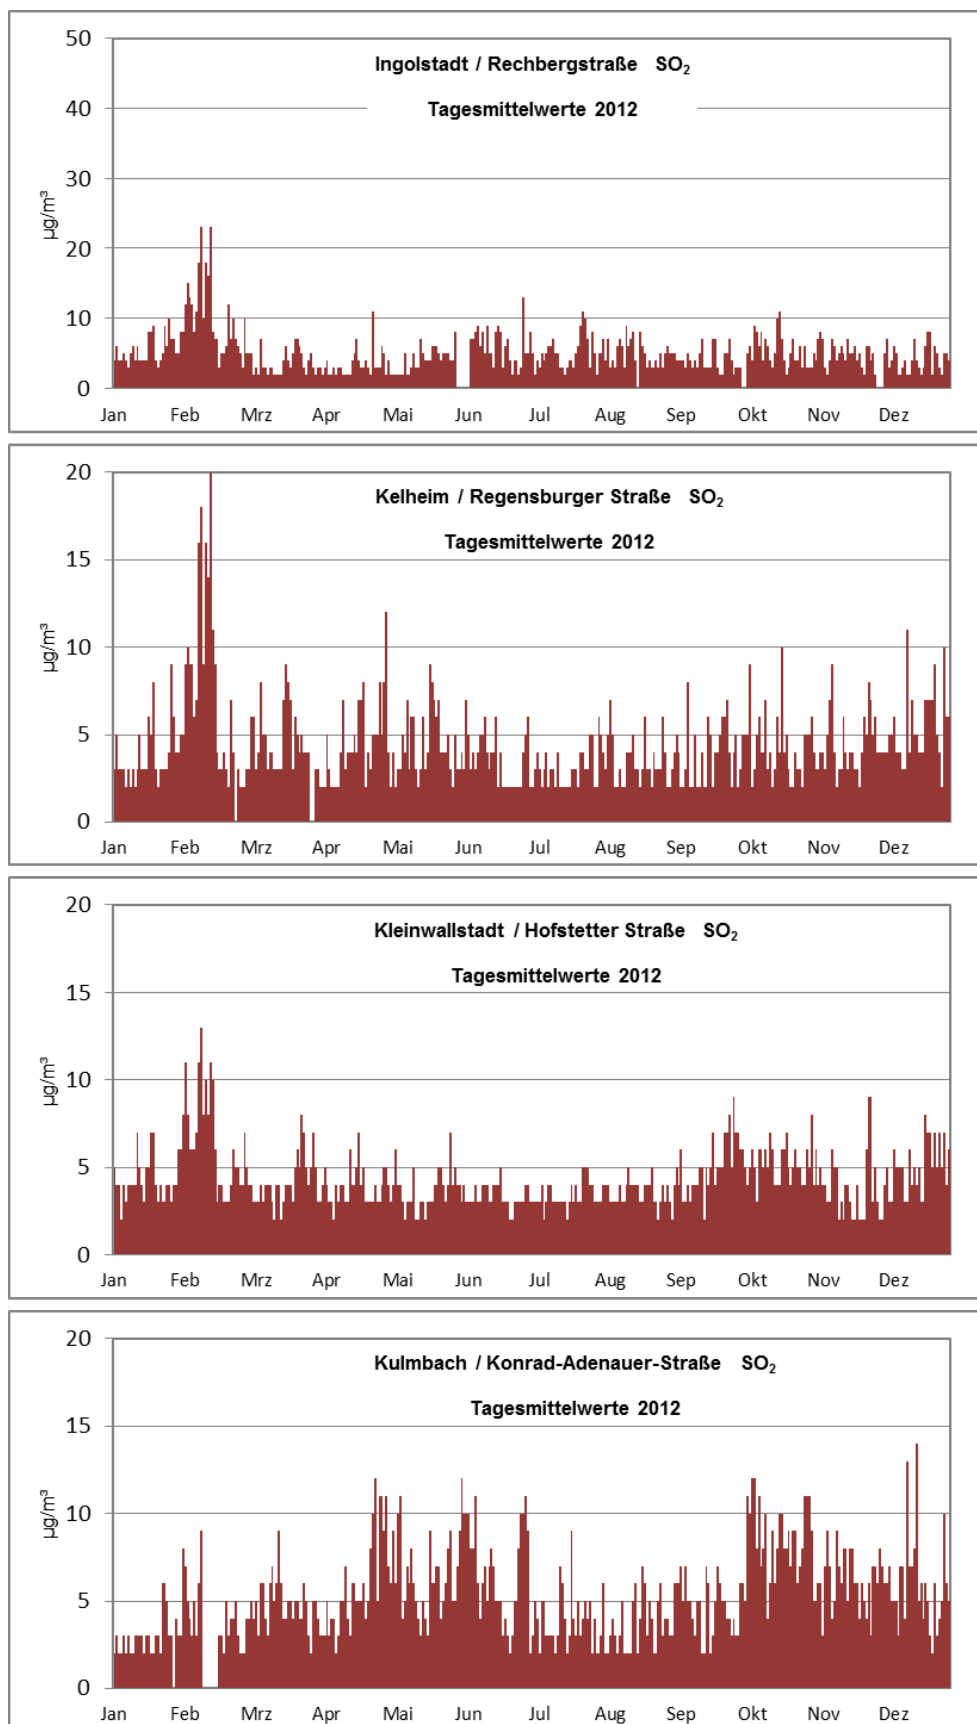 Ingolstadt / Rechbergstraße SO₂
Tagesmittelwerte 2012
50
40
30
20
10
0
µg/m³
Jan Feb Mrz Apr Mai Jun Jul Aug Sep Okt Nov Dez
Kelheim / Regensburger Straße SO₂
Tagesmittelwerte 2012
20
15
10
5
0
µg/m³
Jan Feb Mrz Apr Mai Jun Jul Aug Sep Okt Nov Dez
Kleinwallstadt / Hofstetter Straße SO₂
Tagesmittelwerte 2012
20
15
10
5
0
µg/m³
Jan Feb Mrz Apr Mai Jun Jul Aug Sep Okt Nov Dez
Kulmbach / Konrad-Adenauer-Straße SO₂
Tagesmittelwerte 2012
20
15
10
5
0
µg/m³
Jan Feb Mrz Apr Mai Jun Jul Aug Sep Okt Nov Dez